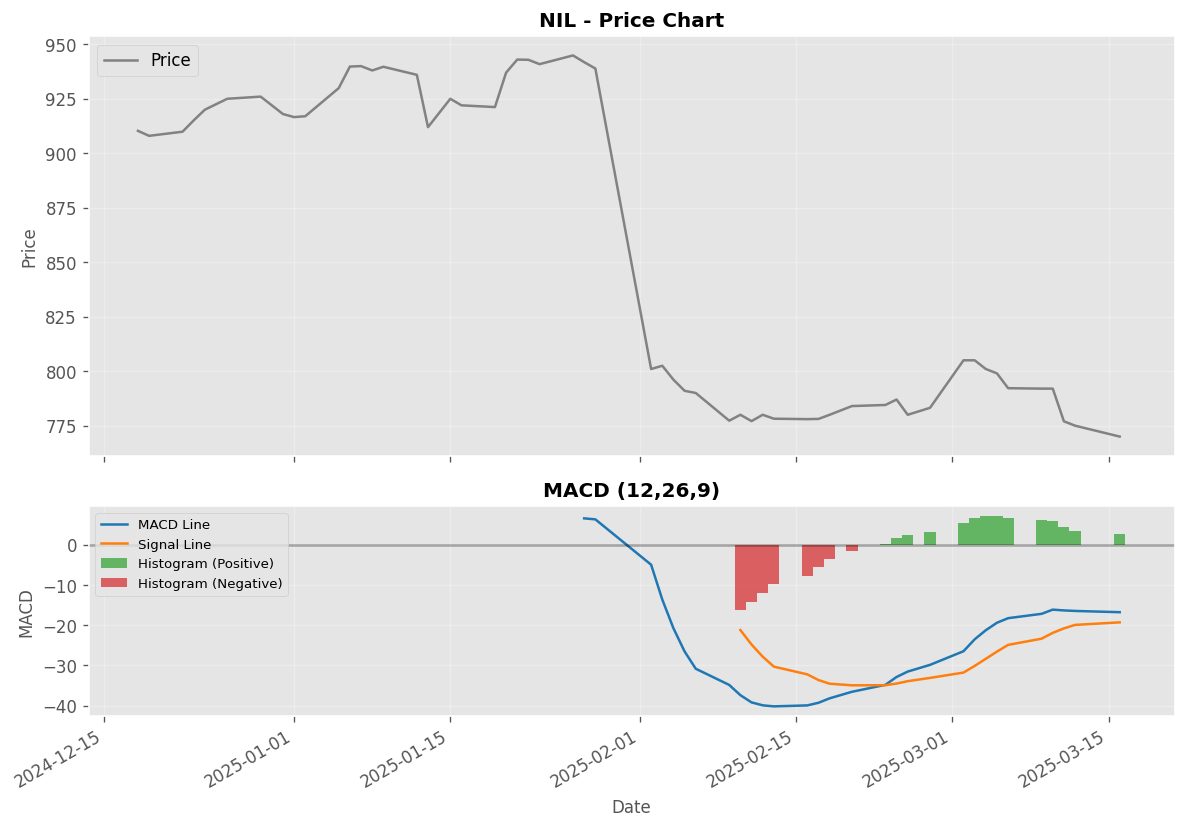 NIL - Price Chart
Price
950
925
900
875
850
825
800
775
Price
MACD (12,26,9)
MACD Line
Signal Line
Histogram (Positive)
Histogram (Negative)
0
−10
−20
−30
−40
MACD
2024-12-15
2025-01-01
2025-01-15
2025-02-01
2025-02-15
2025-03-01
2025-03-15
Date